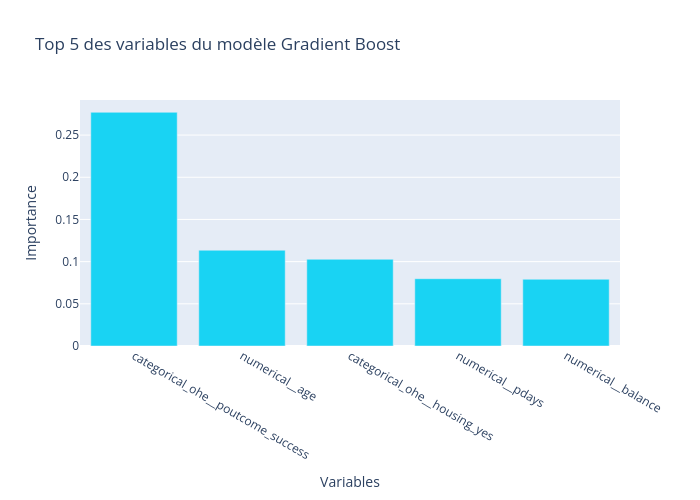 Top 5 des variables du modèle Gradient Boost
Importance
0.25
0.2
0.15
0.1
0.05
0
categorical_ohe__poutcome_success
numerical__age
categorical_ohe__housing_yes
numerical__pdays
numerical__balance
Variables